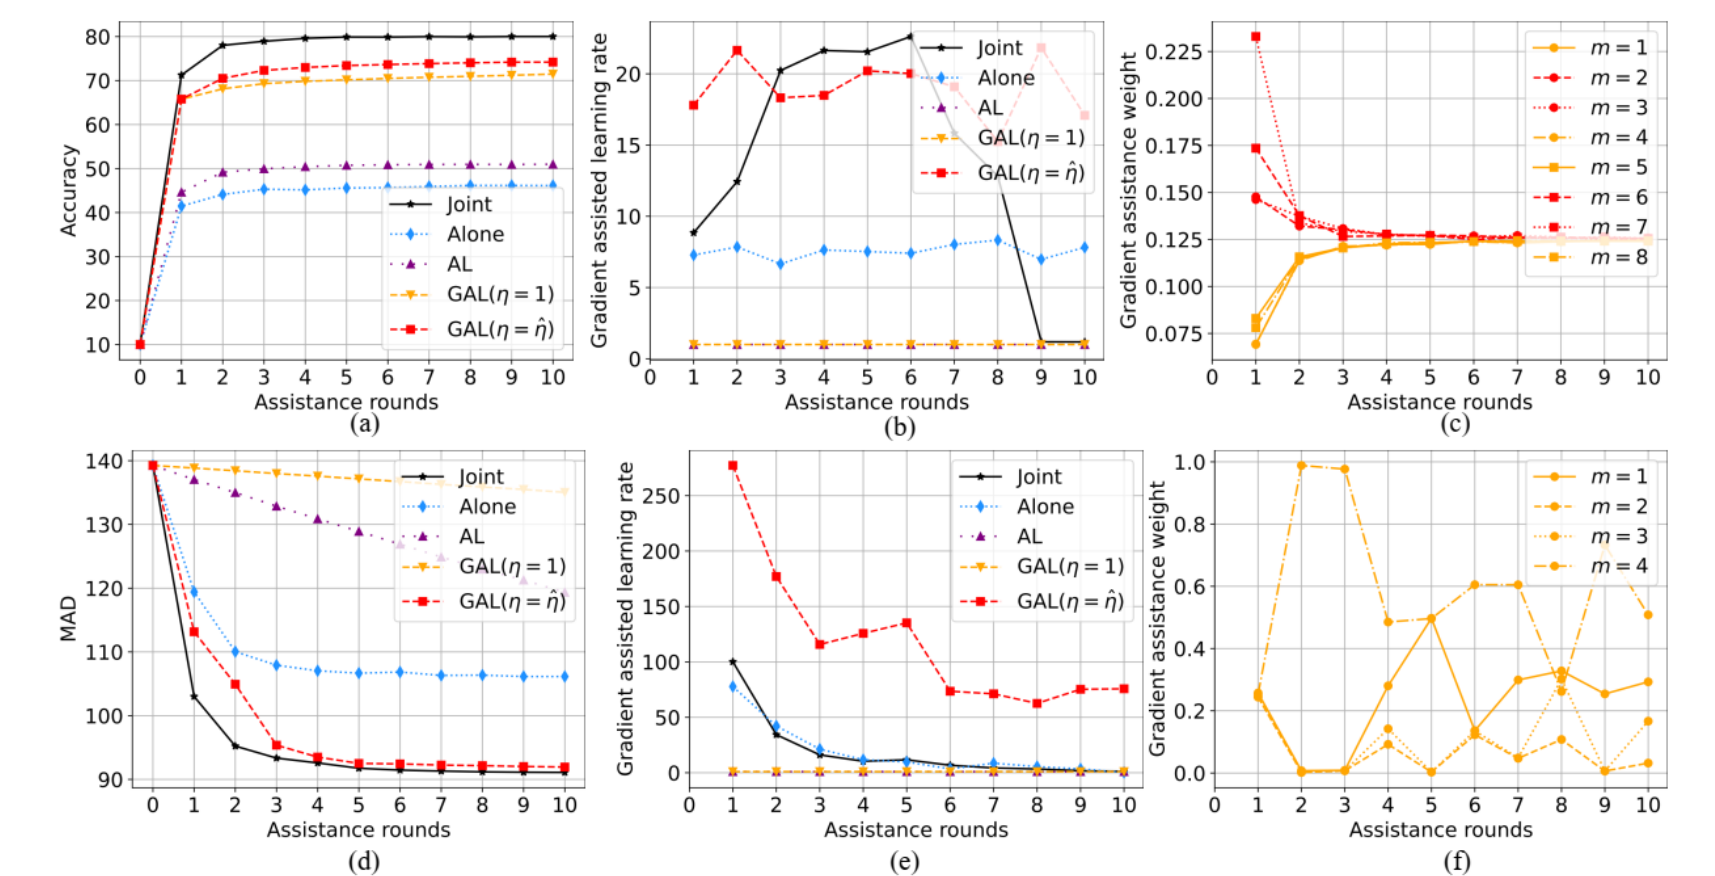 80
70
60
50
40
30
20
10
Accuracy
0 1 2 3 4 5 6 7 8 9 10
Assistance rounds
(a)
Joint
Alone
AL
GAL(η = 1)
GAL(η = η̂)
20
15
10
5
0
Gradient assisted learning rate
0 1 2 3 4 5 6 7 8 9 10
Assistance rounds
(b)
Joint
Alone
AL
GAL(η = 1)
GAL(η = η̂)
0.225
0.200
0.175
0.150
0.125
0.100
0.075
Gradient assistance weight
0 1 2 3 4 5 6 7 8 9 10
Assistance rounds
(c)
m = 1
m = 2
m = 3
m = 4
m = 5
m = 6
m = 7
m = 8
140
130
120
110
100
90
MAD
0 1 2 3 4 5 6 7 8 9 10
Assistance rounds
(d)
Joint
Alone
AL
GAL(η = 1)
GAL(η = η̂)
250
200
150
100
50
0
Gradient assisted learning rate
0 1 2 3 4 5 6 7 8 9 10
Assistance rounds
(e)
Joint
Alone
AL
GAL(η = 1)
GAL(η = η̂)
1.0
0.8
0.6
0.4
0.2
0.0
Gradient assistance weight
0 1 2 3 4 5 6 7 8 9 10
Assistance rounds
(f)
m = 1
m = 2
m = 3
m = 4